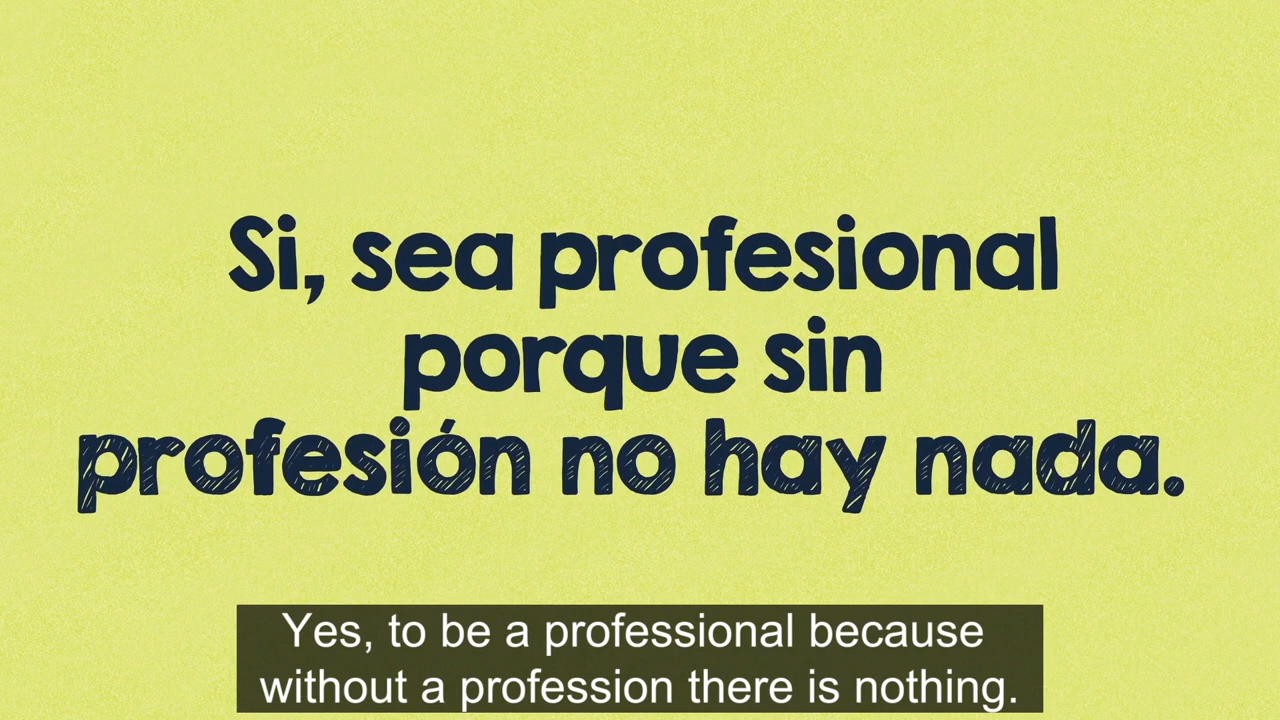 Si, sea profesional
porque sin
profesión no hay nada.
Yes, to be a professional because
without a profession there is nothing.